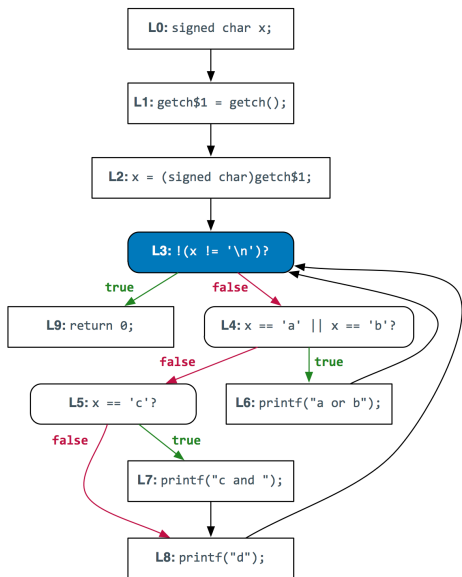 L0: signed char x;
L1: getch$1 = getch();
L2: x = (signed char)getch$1;
L3: !(x != '\n')?
true
false
L9: return 0;
L4: x == 'a' || x == 'b'?
false
true
L5: x == 'c'?
L6: printf("a or b");
false
true
L7: printf("c and ");
L8: printf("d");